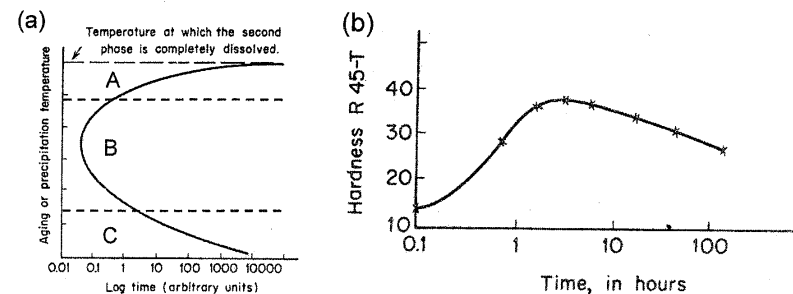 (a)
Temperature at which the second
phase is completely dissolved.
Aging or precipitation temperature
A
B
C
0.01 0.1 1 10 100 1000 10000
Log time (arbitrary units)
(b)
Hardness R 45-T
40
30
20
10
0.1 1 10 100
Time, in hours